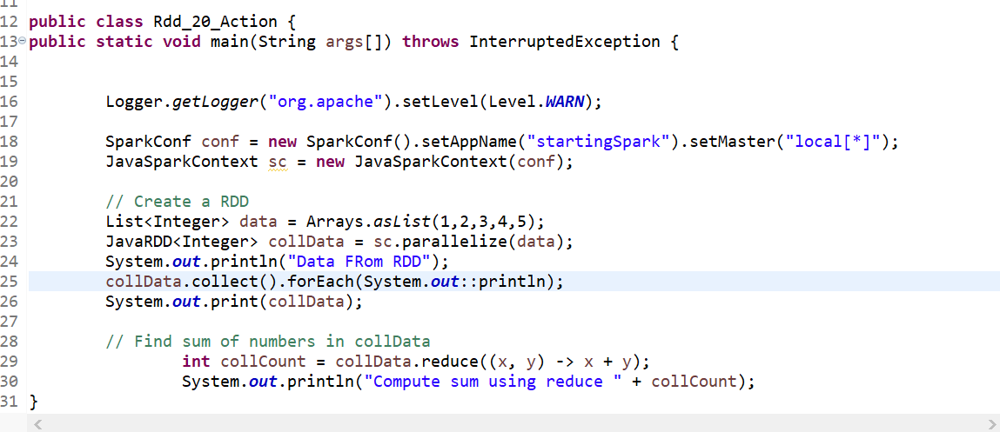 11
12 public class Rdd_20_Action {
13 public static void main(String args[]) throws InterruptedException {
14
15
16 Logger.getLogger("org.apache").setLevel(Level.WARN);
17
18 SparkConf conf = new SparkConf().setAppName("startingSpark").setMaster("local[*]");
19 JavaSparkContext sc = new JavaSparkContext(conf);
20
21 // Create a RDD
22 List<Integer> data = Arrays.asList(1,2,3,4,5);
23 JavaRDD<Integer> collData = sc.parallelize(data);
24 System.out.println("Data FRom RDD");
25 collData.collect().forEach(System.out::println);
26 System.out.print(collData);
27
28 // Find sum of numbers in collData
29 int collCount = collData.reduce((x, y) -> x + y);
30 System.out.println("Compute sum using reduce " + collCount);
31 }